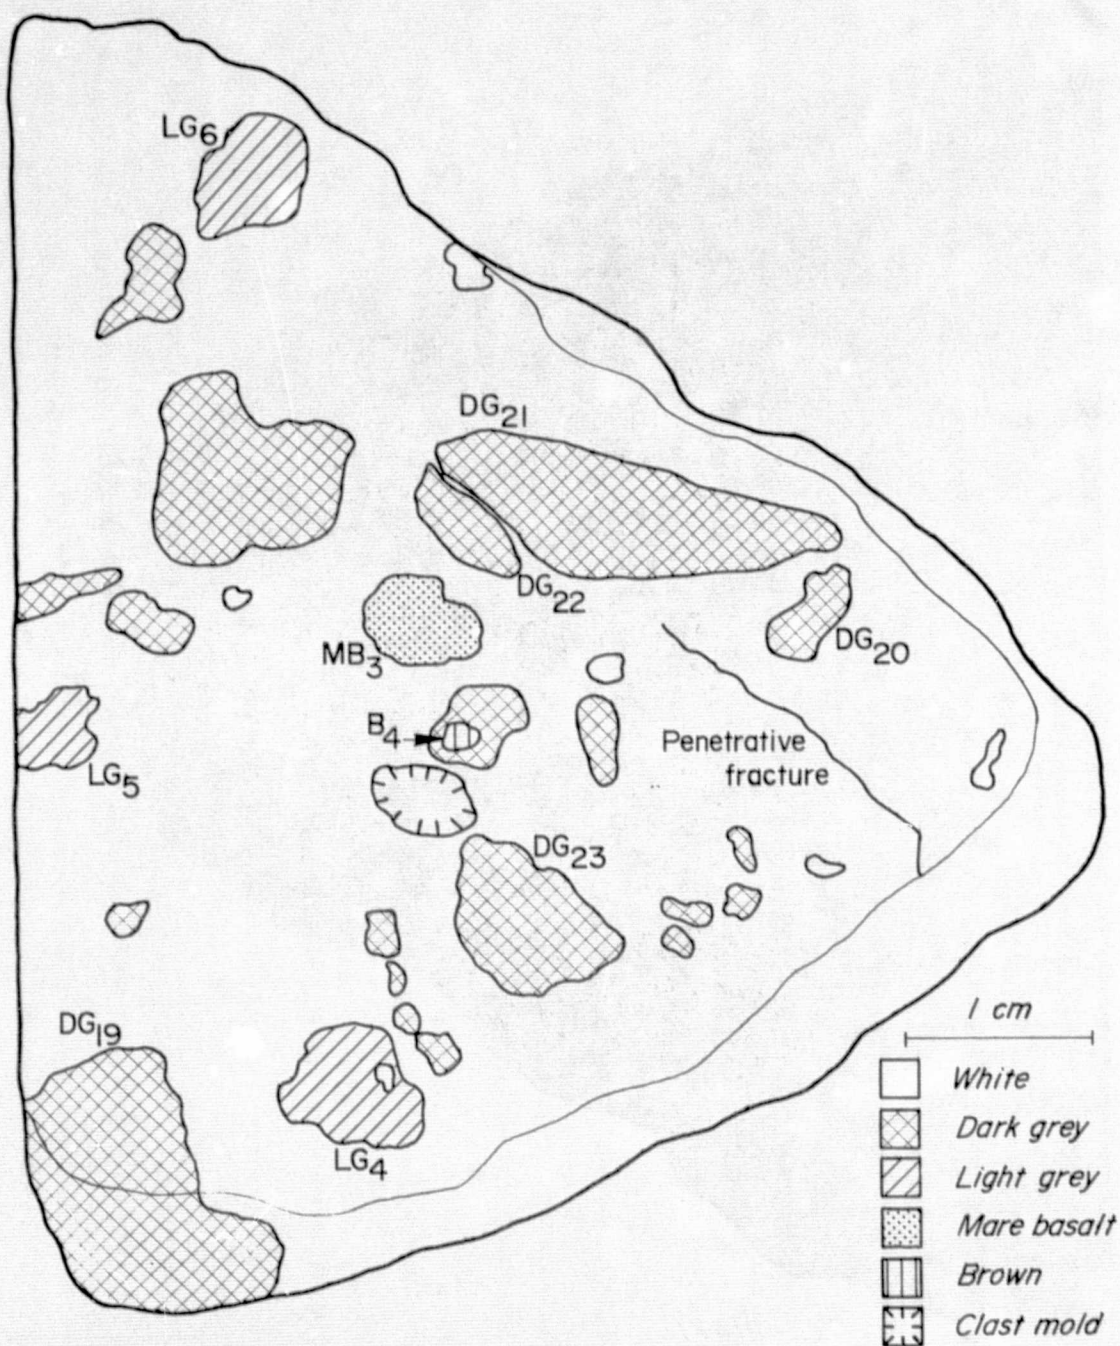 LG6
DG21
DG22
MB3
DG20
B4
Penetrative
fracture
LG5
DG23
DG19
LG4
1 cm
White
Dark grey
Light grey
Mare basalt
Brown
Clast mold